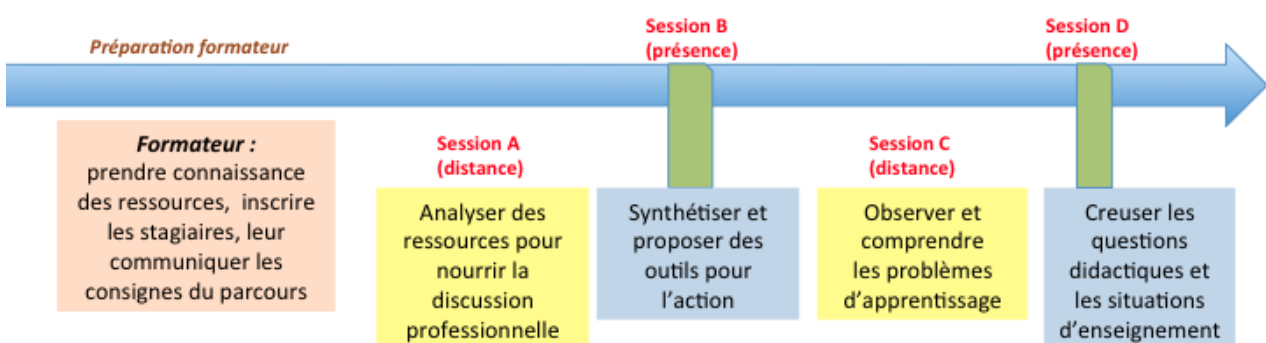 Préparation formateur
Session B
(présence)
Session D
(présence)
Formateur :
prendre connaissance
des ressources, inscrire
les stagiaires, leur
communiquer les
consignes du parcours
Session A
(distance)
Analyser des
ressources pour
nourrir la
discussion
professionnelle
Synthétiser et
proposer des
outils pour
l’action
Session C
(distance)
Observer et
comprendre
les problèmes
d’apprentissage
Creuser les
questions
didactiques et
les situations
d’enseignement